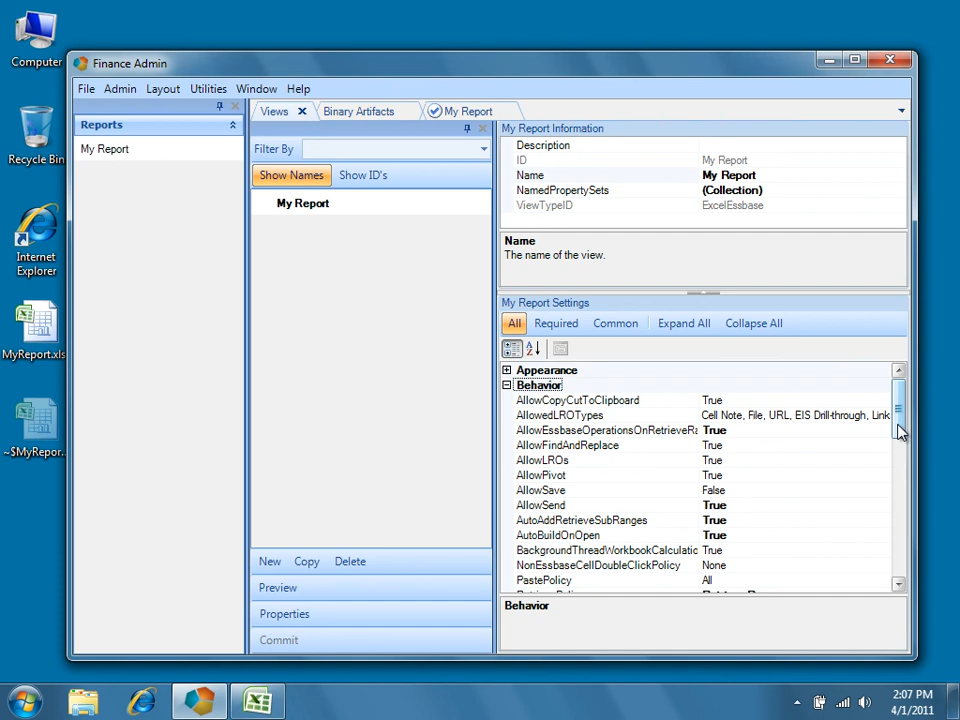 Computer
Recycle Bin
Internet
Explorer
MyReport.xls
~$MyRepor...
Finance Admin
File Admin Layout Utilities Window Help
Reports
My Report
Views Binary Artifacts My Report
Filter By
Show Names Show ID's
My Report
New Copy Delete
Preview
Properties
Commit
My Report Information
Description
ID My Report
Name My Report
NamedPropertySets (Collection)
ViewTypeID ExcelEssbase
Name
The name of the view.
My Report Settings
All Required Common Expand All Collapse All
Appearance
Behavior
AllowCopyCutToClipboard True
AllowedLROTypes Cell Note, File, URL, EIS Drill-through, Link
AllowEssbaseOperationsOnRetrieveRa True
AllowFindAndReplace True
AllowLROs True
AllowPivot True
AllowSave False
AllowSend True
AutoAddRetrieveSubRanges True
AutoBuildOnOpen True
BackgroundThreadWorkbookCalculatic True
NonEssbaseCellDoubleClickPolicy None
PastePolicy All
Behavior
2:07 PM
4/1/2011